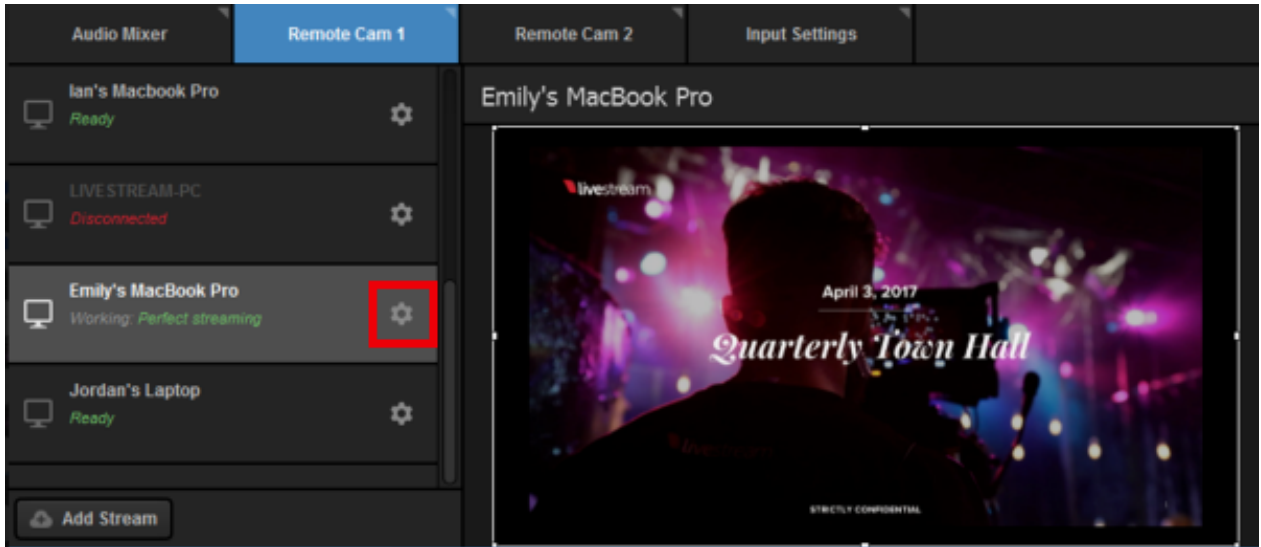 Audio Mixer
Remote Cam 1
Remote Cam 2
Input Settings
Ian's Macbook Pro
Ready
LIVESTREAM-PC
Disconnected
Emily's MacBook Pro
Working: Perfect streaming
Jordan's Laptop
Ready
Add Stream
Emily's MacBook Pro
livestream
April 3, 2017
Quarterly Town Hall
livestream
STRICTLY CONFIDENTIAL